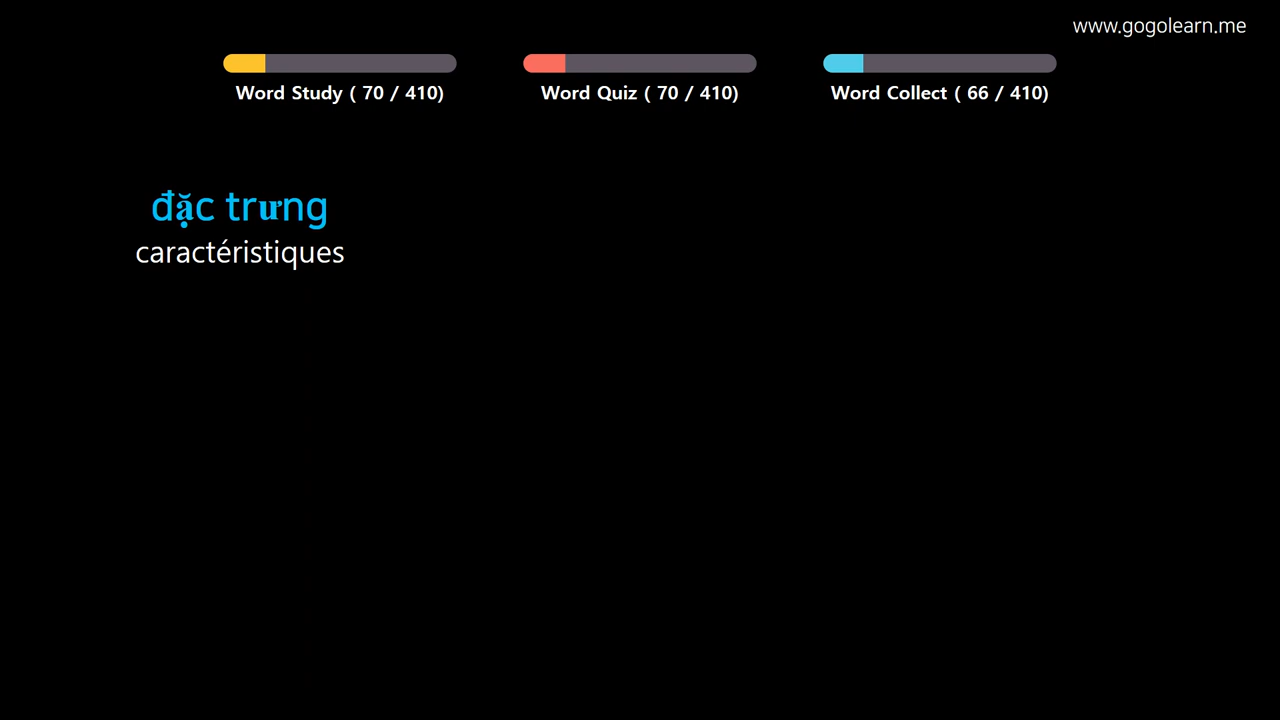 www.gogolearn.me
Word Study ( 70 / 410)
Word Quiz ( 70 / 410)
Word Collect ( 66 / 410)
đặc trưng
caractéristiques